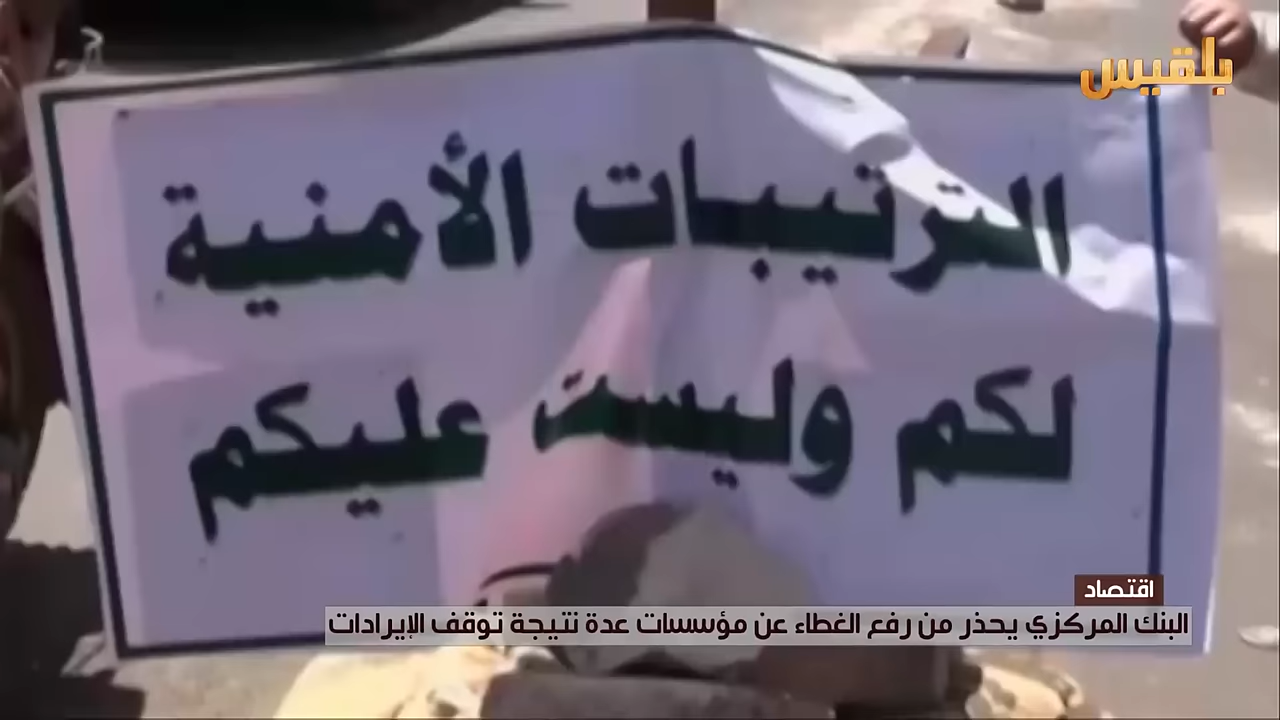 بلقيس
الترتيبات الأمنية
لكم وليست عليكم
اقتصاد
البنك المركزي يحذر من رفع الغطاء عن مؤسسات عدة نتيجة توقف الإيرادات